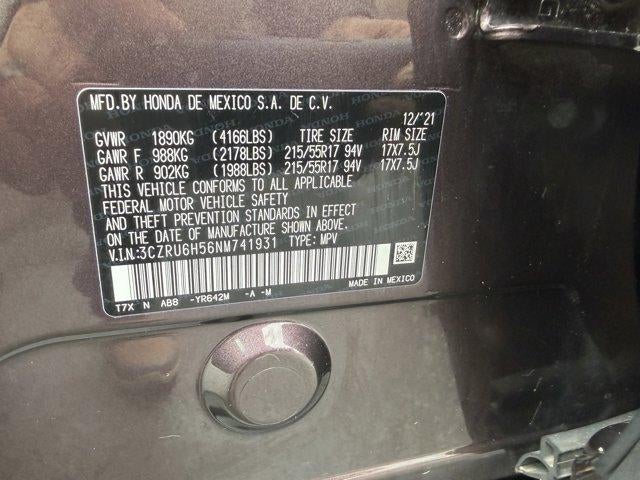 MFD.BY HONDA DE MEXICO S.A. DE C.V.
12/'21
GVWR 1890KG (4166LBS) TIRE SIZE RIM SIZE
GAWR F 988KG (2178LBS) 215/55R17 94V 17X7.5J
GAWR R 902KG (1988LBS) 215/55R17 94V 17X7.5J
THIS VEHICLE CONFORMS TO ALL APPLICABLE
FEDERAL MOTOR VEHICLE SAFETY
AND THEFT PREVENTION STANDARDS IN EFFECT
ON THE DATE OF MANUFACTURE SHOWN ABOVE.
V.I.N:3CZRU6H56NM741931 TYPE: MPV
MADE IN MEXICO
T7X N AB8 -YR642M -A -M